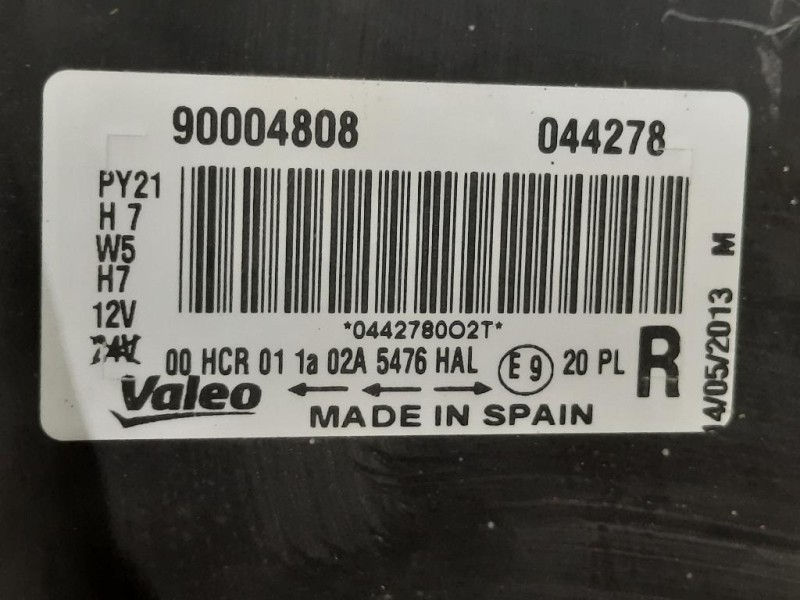 90004808 044278
PY21
H 7
W5
H7
12V
24V
*044278002T*
00 HCR 01 1a 02A 5476 HAL E9 20 PL R
Valeo
MADE IN SPAIN
14/05/2013 M